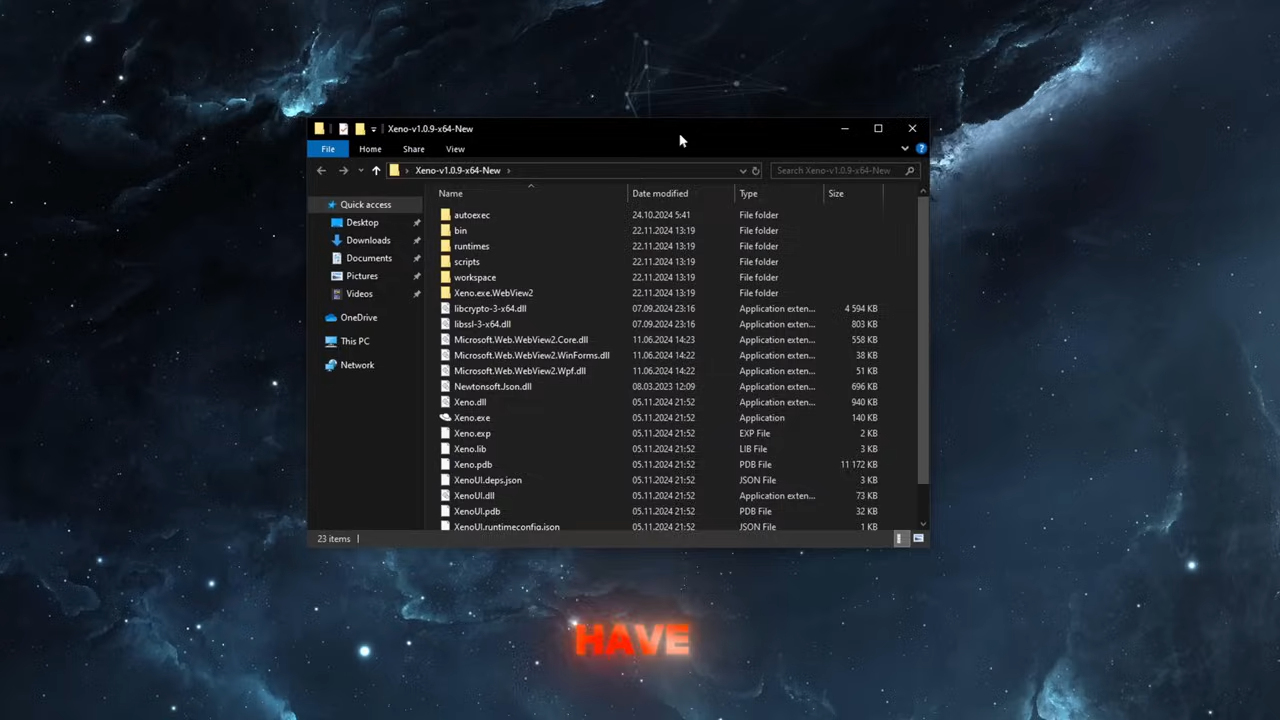 Xeno-v1.0.9-x64-New
File Home Share View
Xeno-v1.0.9-x64-New
Search Xeno-v1.0.9-x64-New
Quick access
Desktop
Downloads
Documents
Pictures
Videos
OneDrive
This PC
Network
Name Date modified Type Size
autoexec 24.10.2024 5:41 File folder
bin 22.11.2024 13:19 File folder
runtimes 22.11.2024 13:19 File folder
scripts 22.11.2024 13:19 File folder
workspace 22.11.2024 13:19 File folder
Xeno.exe.WebView2 22.11.2024 13:19 File folder
libcrypto-3-x64.dll 07.09.2024 23:16 Application exten... 4 594 KB
libssl-3-x64.dll 07.09.2024 23:16 Application exten... 803 KB
Microsoft.Web.WebView2.Core.dll 11.06.2024 14:23 Application exten... 558 KB
Microsoft.Web.WebView2.WinForms.dll 11.06.2024 14:22 Application exten... 38 KB
Microsoft.Web.WebView2.Wpf.dll 11.06.2024 14:22 Application exten... 51 KB
Newtonsoft.Json.dll 08.03.2023 12:09 Application exten... 696 KB
Xeno.dll 05.11.2024 21:52 Application exten... 940 KB
Xeno.exe 05.11.2024 21:52 Application 140 KB
Xeno.exp 05.11.2024 21:52 EXP File 2 KB
Xeno.lib 05.11.2024 21:52 LIB File 3 KB
Xeno.pdb 05.11.2024 21:52 PDB File 11 172 KB
XenoUI.deps.json 05.11.2024 21:52 JSON File 3 KB
XenoUI.dll 05.11.2024 21:52 Application exten... 73 KB
XenoUI.pdb 05.11.2024 21:52 PDB File 32 KB
XenoUI.runtimeconfig.json 05.11.2024 21:52 JSON File 1 KB
23 items
HAVE